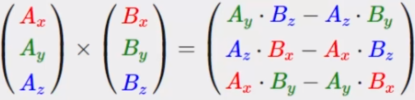 ( A_x ) × ( B_x ) = ( A_y · B_z − A_z · B_y )
( A_y ) × ( B_y ) = ( A_z · B_x − A_x · B_z )
( A_z ) × ( B_z ) = ( A_x · B_y − A_y · B_x )